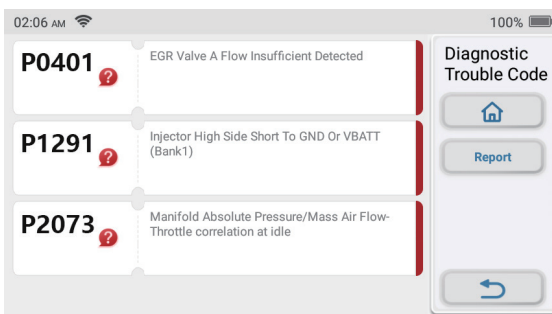 02:06 AM
100%
P0401
EGR Valve A Flow Insufficient Detected
P1291
Injector High Side Short To GND Or VBATT
(Bank1)
P2073
Manifold Absolute Pressure/Mass Air Flow-
Throttle correlation at idle
Diagnostic
Trouble Code
Report